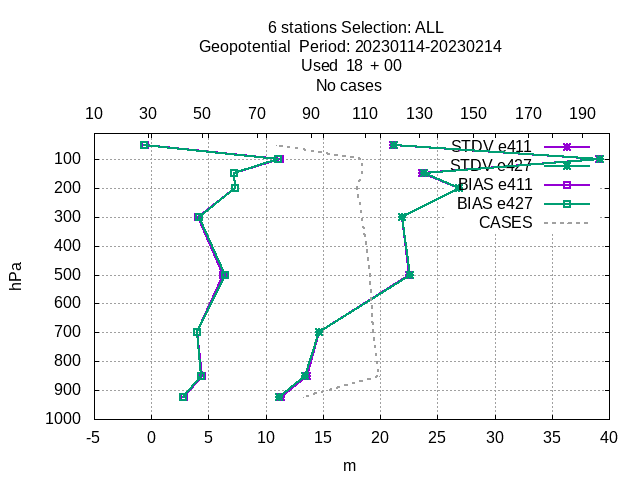 6 stations Selection: ALL
Geopotential  Period: 20230114-20230214
Used  18  + 00
No cases
10 30 50 70 90 110 130 150 170 190
STDV e411
100
STDV e427
BIAS e411
200
BIAS e427
300
CASES
400
hPa
500
600
700
800
900
1000
-5 0 5 10 15 20 25 30 35 40
m